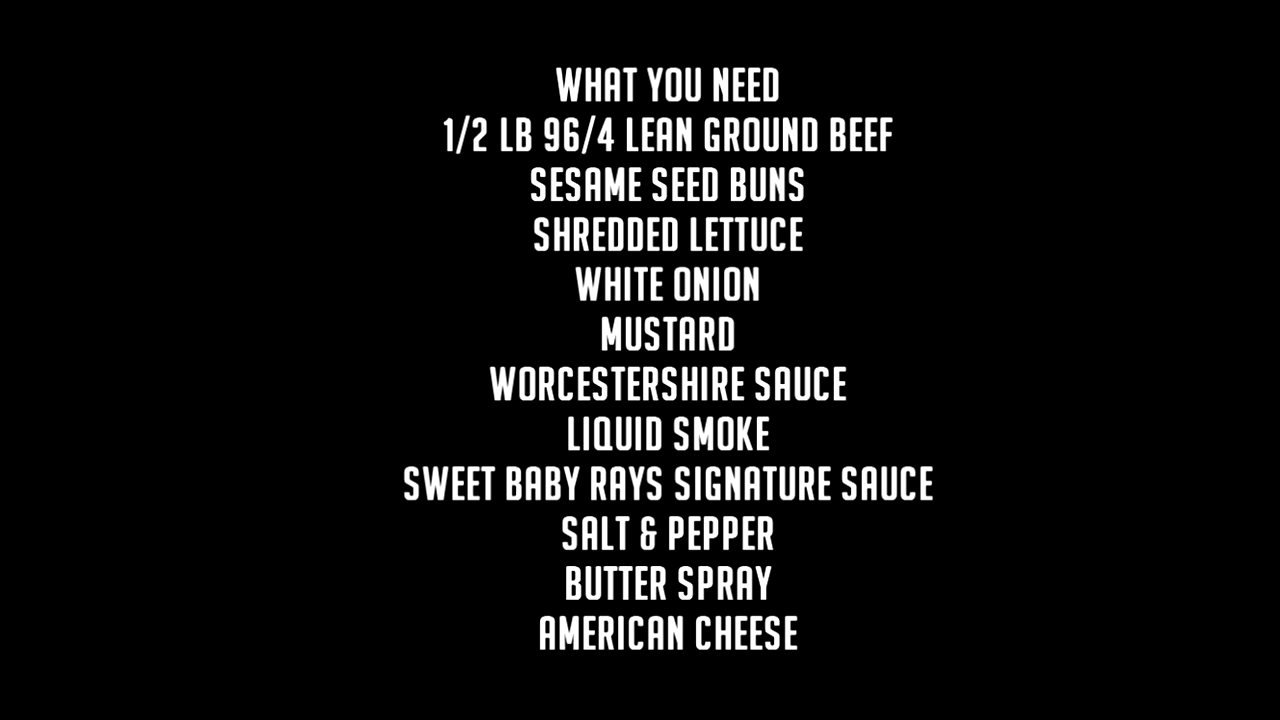 WHAT YOU NEED
1/2 LB 96/4 LEAN GROUND BEEF
SESAME SEED BUNS
SHREDDED LETTUCE
WHITE ONION
MUSTARD
WORCESTERSHIRE SAUCE
LIQUID SMOKE
SWEET BABY RAYS SIGNATURE SAUCE
SALT & PEPPER
BUTTER SPRAY
AMERICAN CHEESE